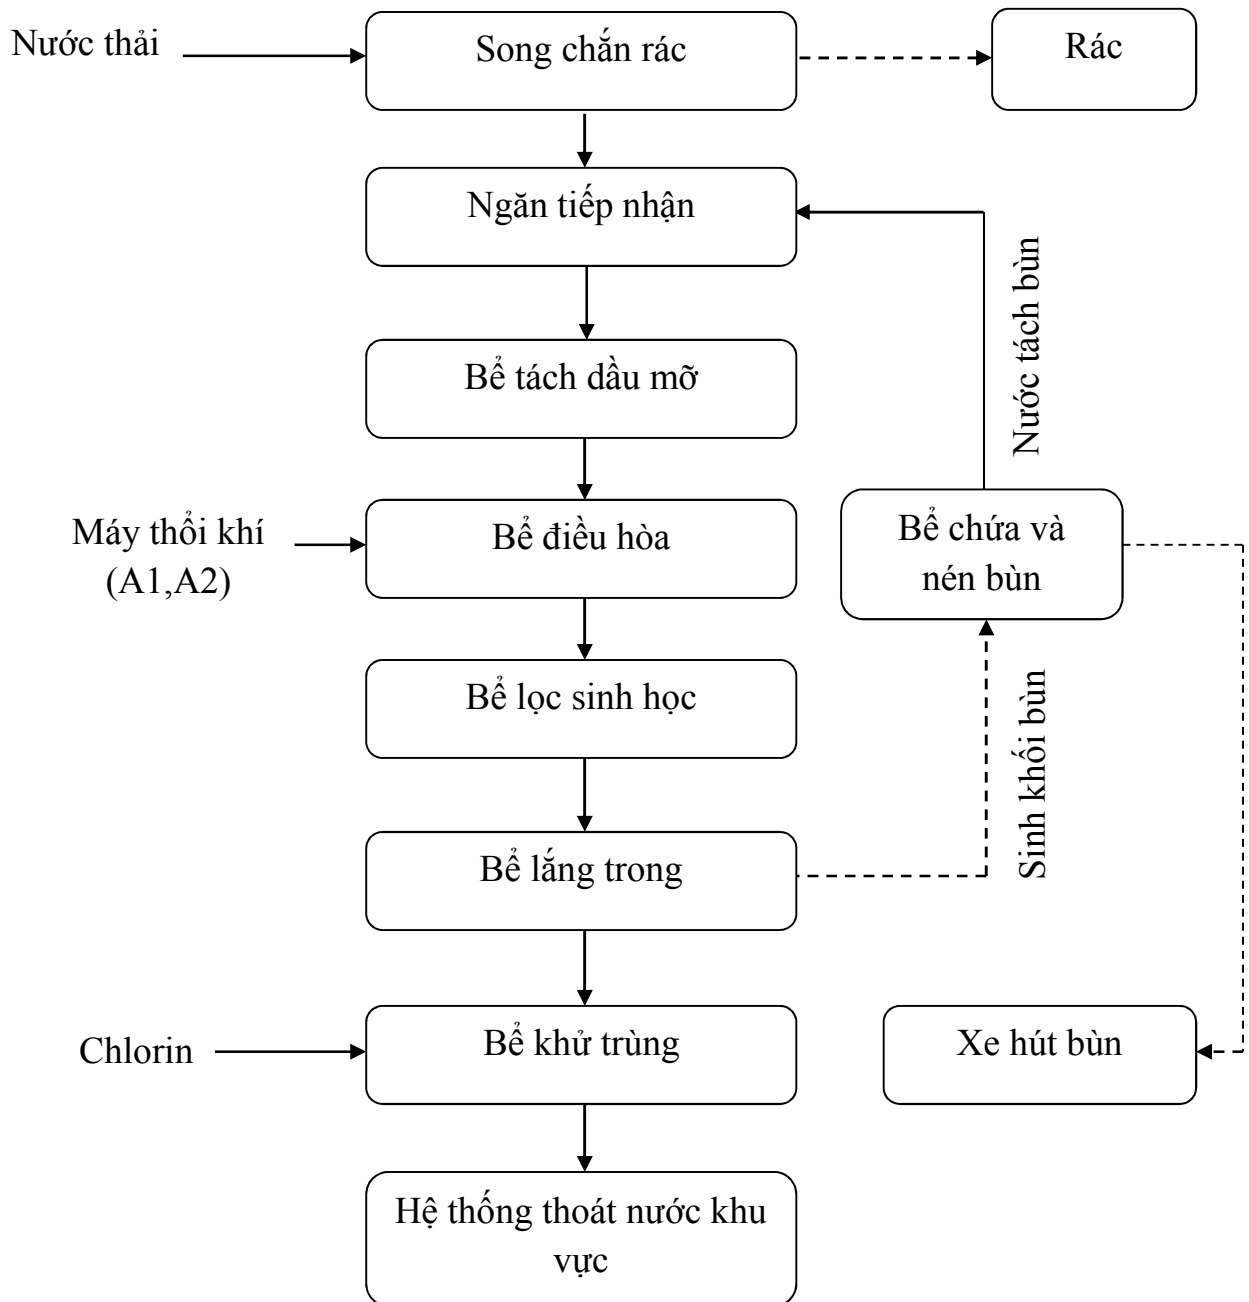 Nước thải
Song chắn rác
Rác
Ngăn tiếp nhận
Nước tách bùn
Bể tách dầu mỡ
Máy thổi khí
(A1,A2)
Bể điều hòa
Bể chứa và
nén bùn
Bể lọc sinh học
Sinh khối bùn
Bể lắng trong
Chlorin
Bể khử trùng
Xe hút bùn
Hệ thống thoát nước khu
vực